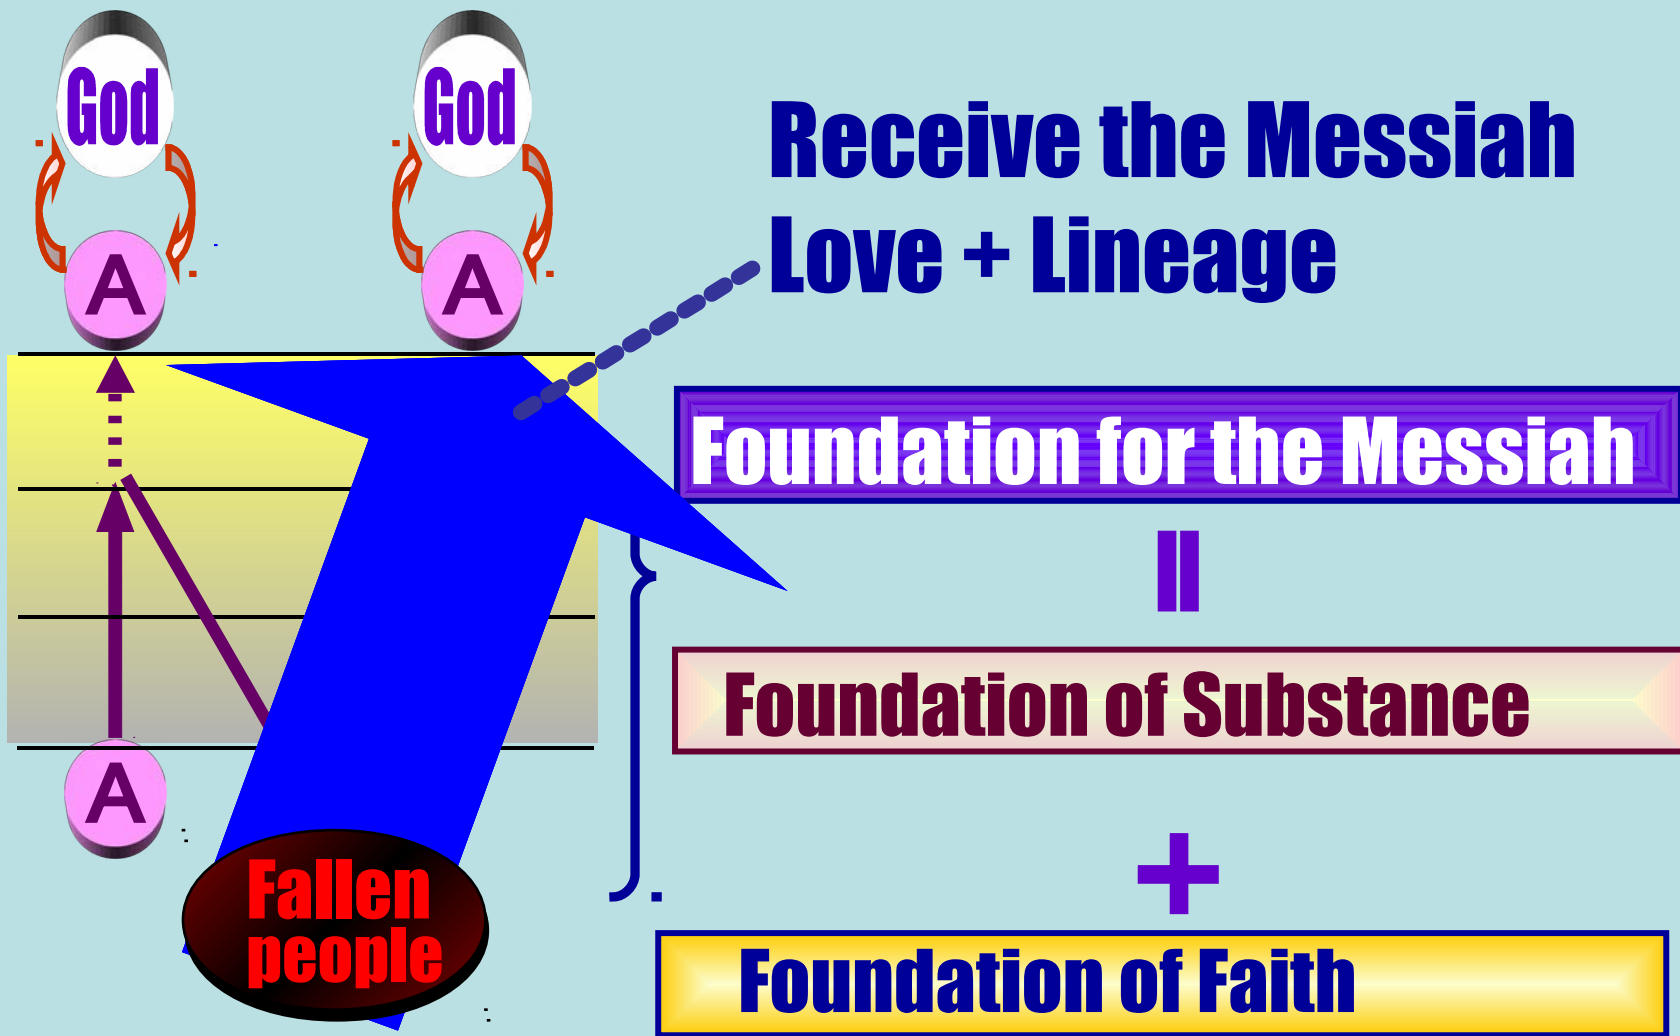 God
God
Receive the Messiah
Love + Lineage
A
A
Foundation for the Messiah
=
Foundation of Substance
A
+
Fallen
people
Foundation of Faith